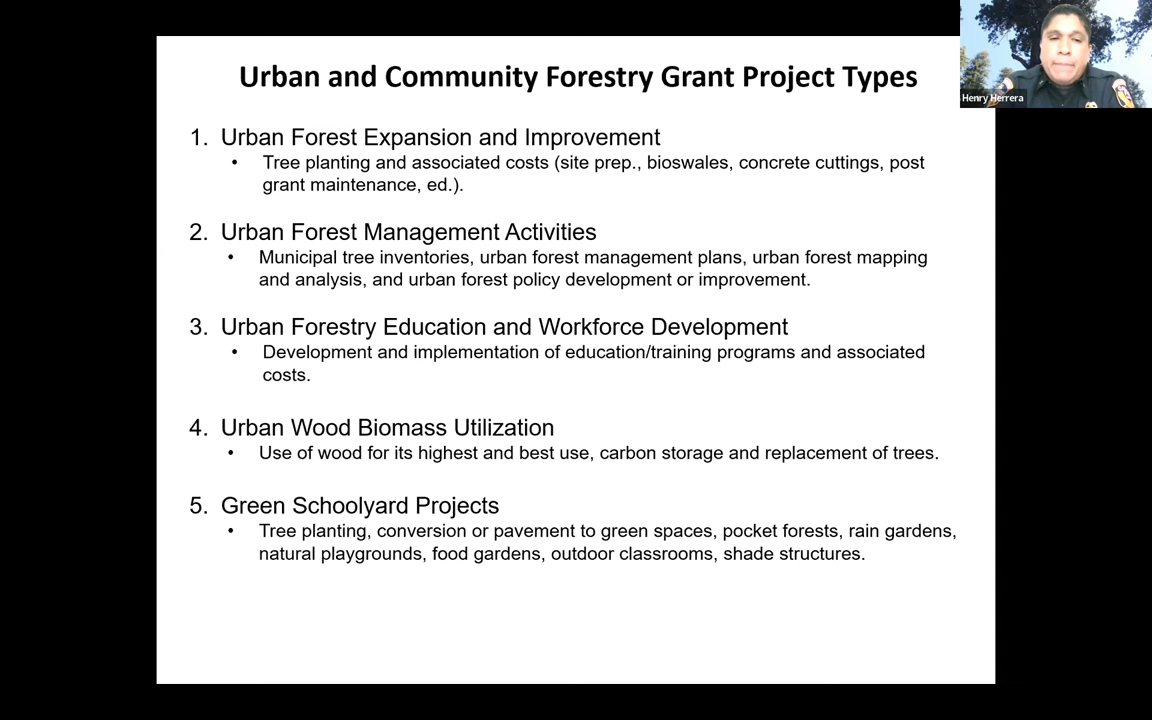 Urban and Community Forestry Grant Project Types
Henry Herrera
1. Urban Forest Expansion and Improvement
• Tree planting and associated costs (site prep., bioswales, concrete cuttings, post
grant maintenance, ed.).
2. Urban Forest Management Activities
• Municipal tree inventories, urban forest management plans, urban forest mapping
and analysis, and urban forest policy development or improvement.
3. Urban Forestry Education and Workforce Development
• Development and implementation of education/training programs and associated
costs.
4. Urban Wood Biomass Utilization
• Use of wood for its highest and best use, carbon storage and replacement of trees.
5. Green Schoolyard Projects
• Tree planting, conversion or pavement to green spaces, pocket forests, rain gardens,
natural playgrounds, food gardens, outdoor classrooms, shade structures.